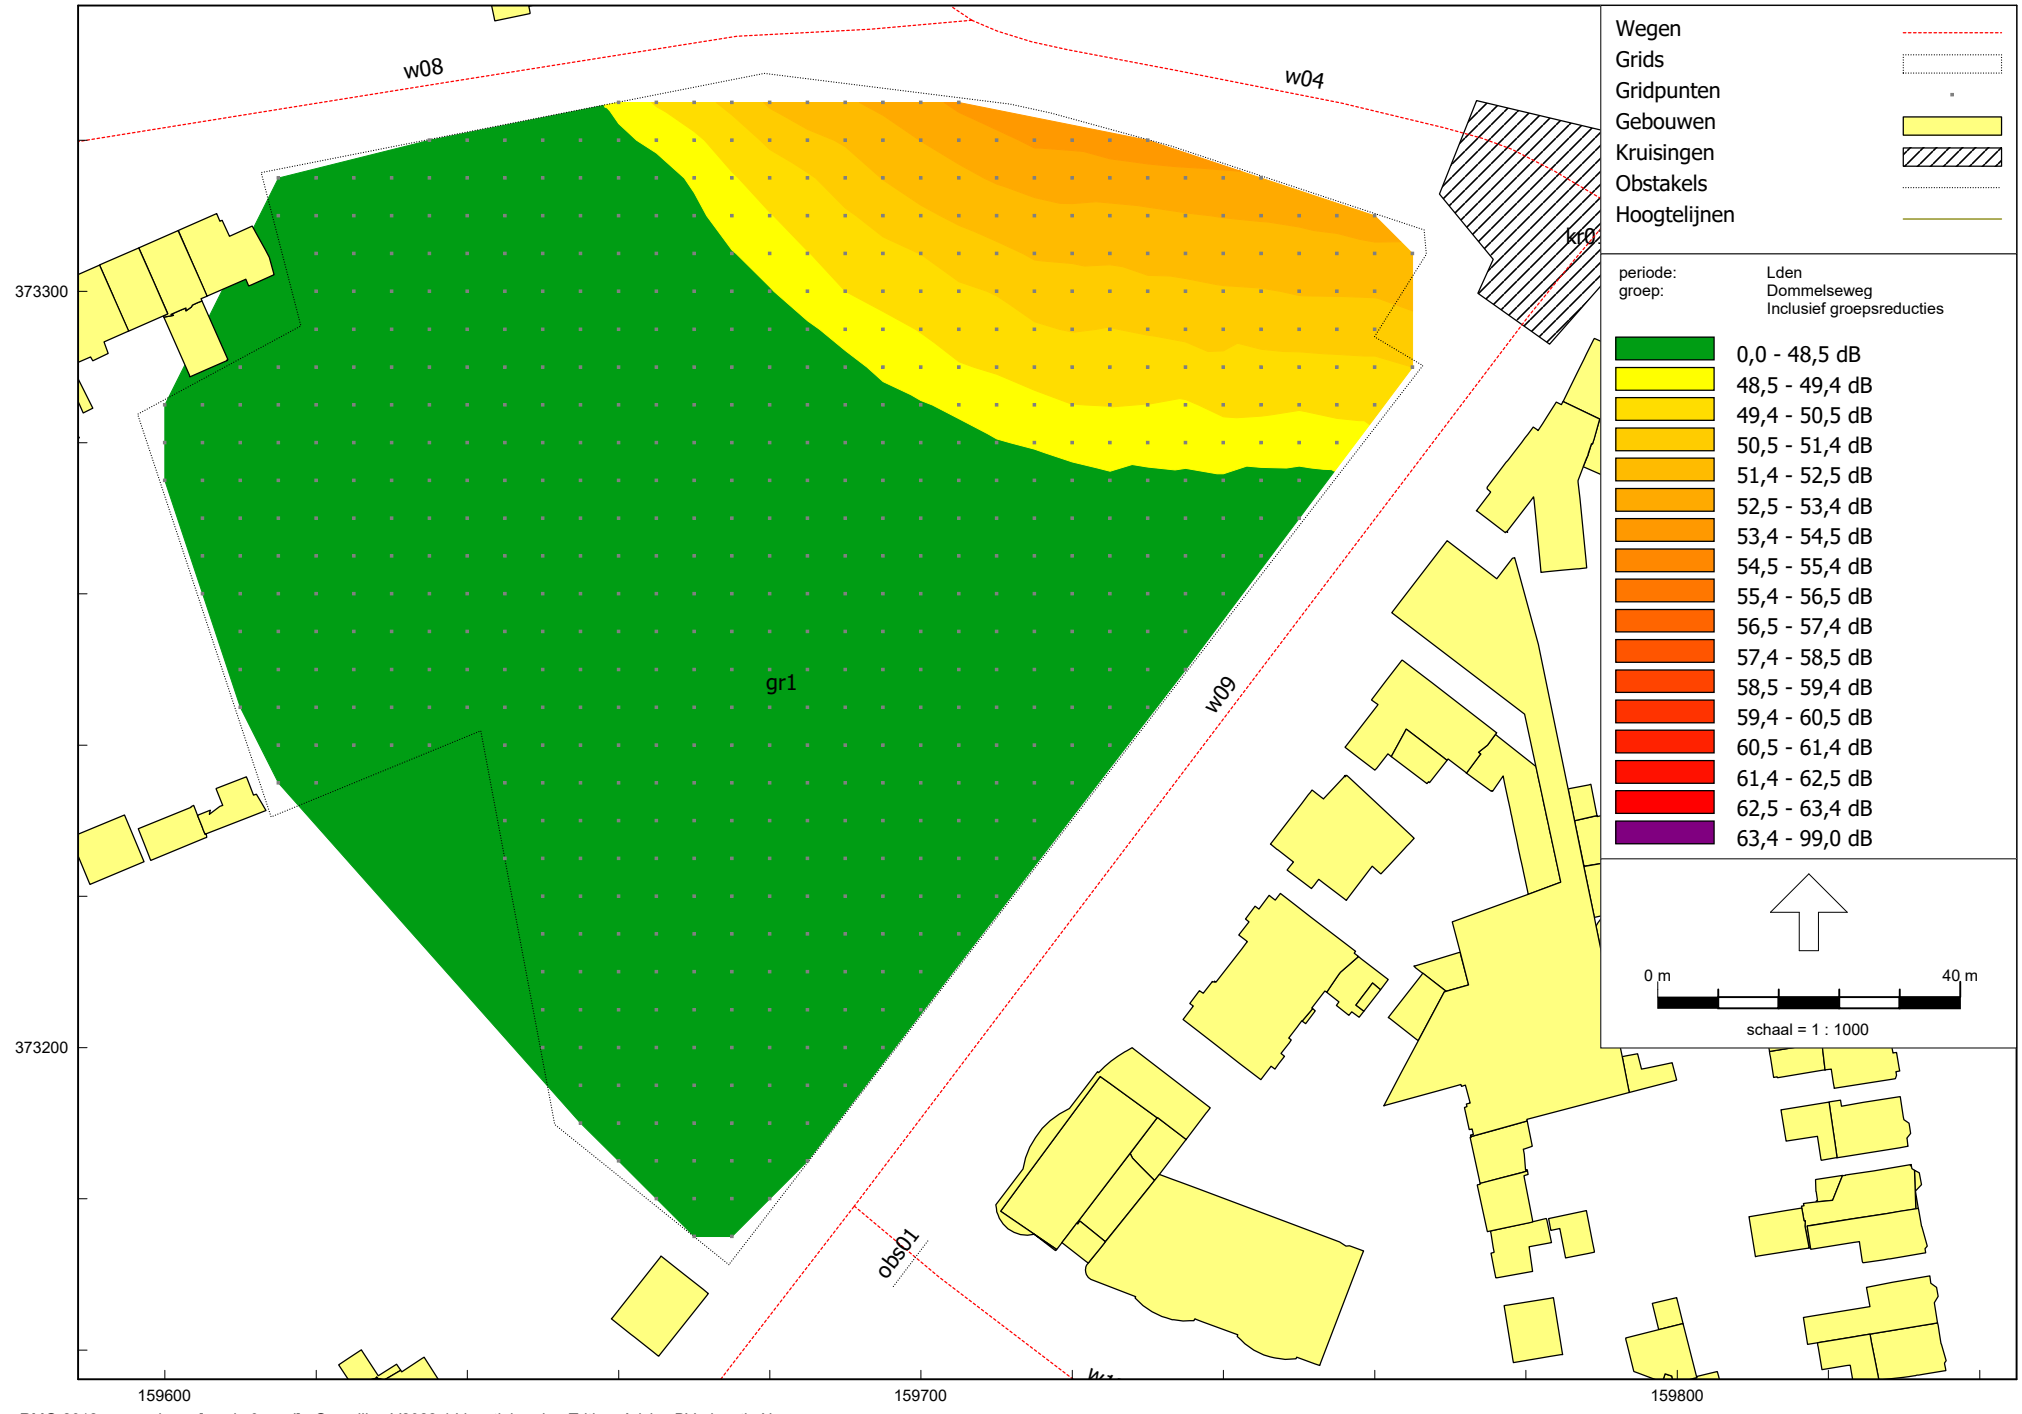 w08
w04
kr0
373300
gr1
w09
373200
obs01
159600
159700
159800
Wegen
Grids
Gridpunten
Gebouwen
Kruisingen
Obstakels
Hoogtelijnen
periode: Lden
groep: Dommelseweg
Inclusief groepsreducties
0,0 - 48,5 dB
48,5 - 49,4 dB
49,4 - 50,5 dB
50,5 - 51,4 dB
51,4 - 52,5 dB
52,5 - 53,4 dB
53,4 - 54,5 dB
54,5 - 55,4 dB
55,4 - 56,5 dB
56,5 - 57,4 dB
57,4 - 58,5 dB
58,5 - 59,4 dB
59,4 - 60,5 dB
60,5 - 61,4 dB
61,4 - 62,5 dB
62,5 - 63,4 dB
63,4 - 99,0 dB
0 m 40 m
schaal = 1 : 1000